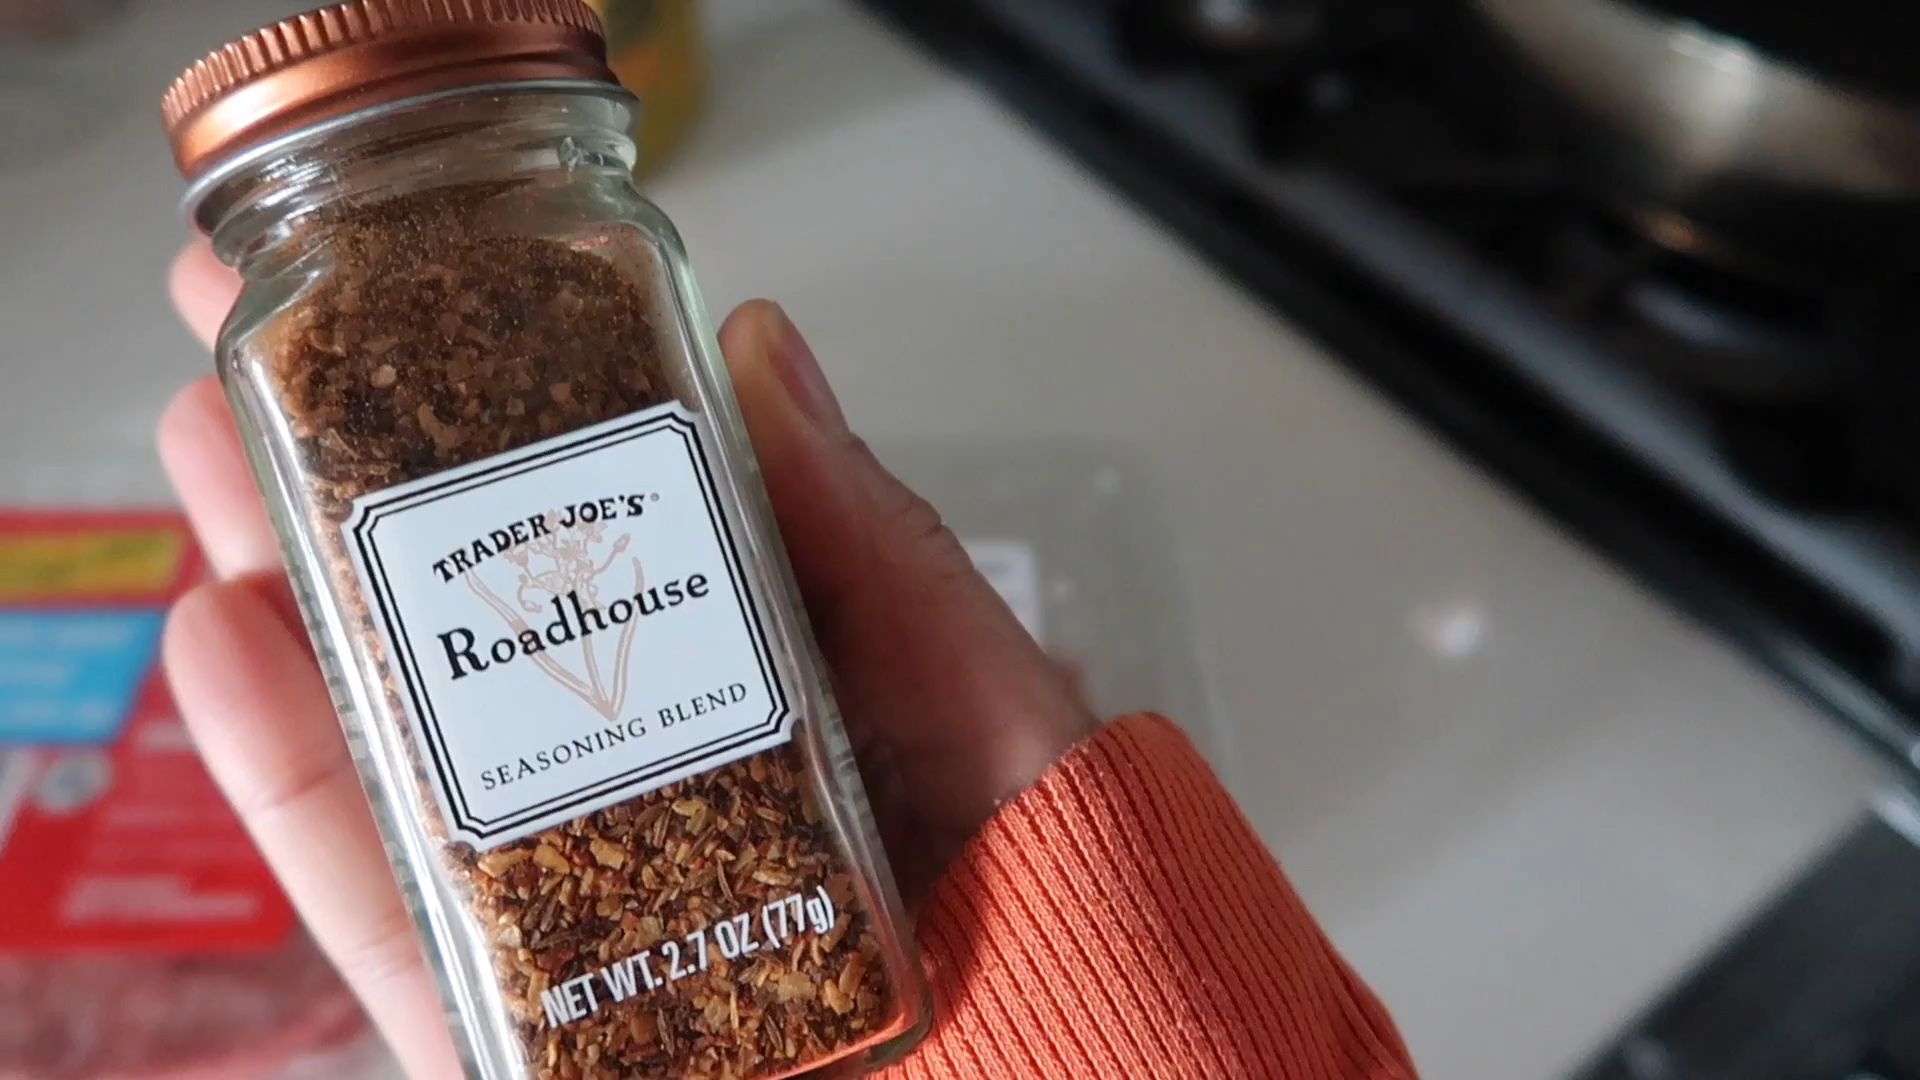 TRADER JOE'S®
Roadhouse
SEASONING BLEND
NET WT. 2.7 OZ (77g)